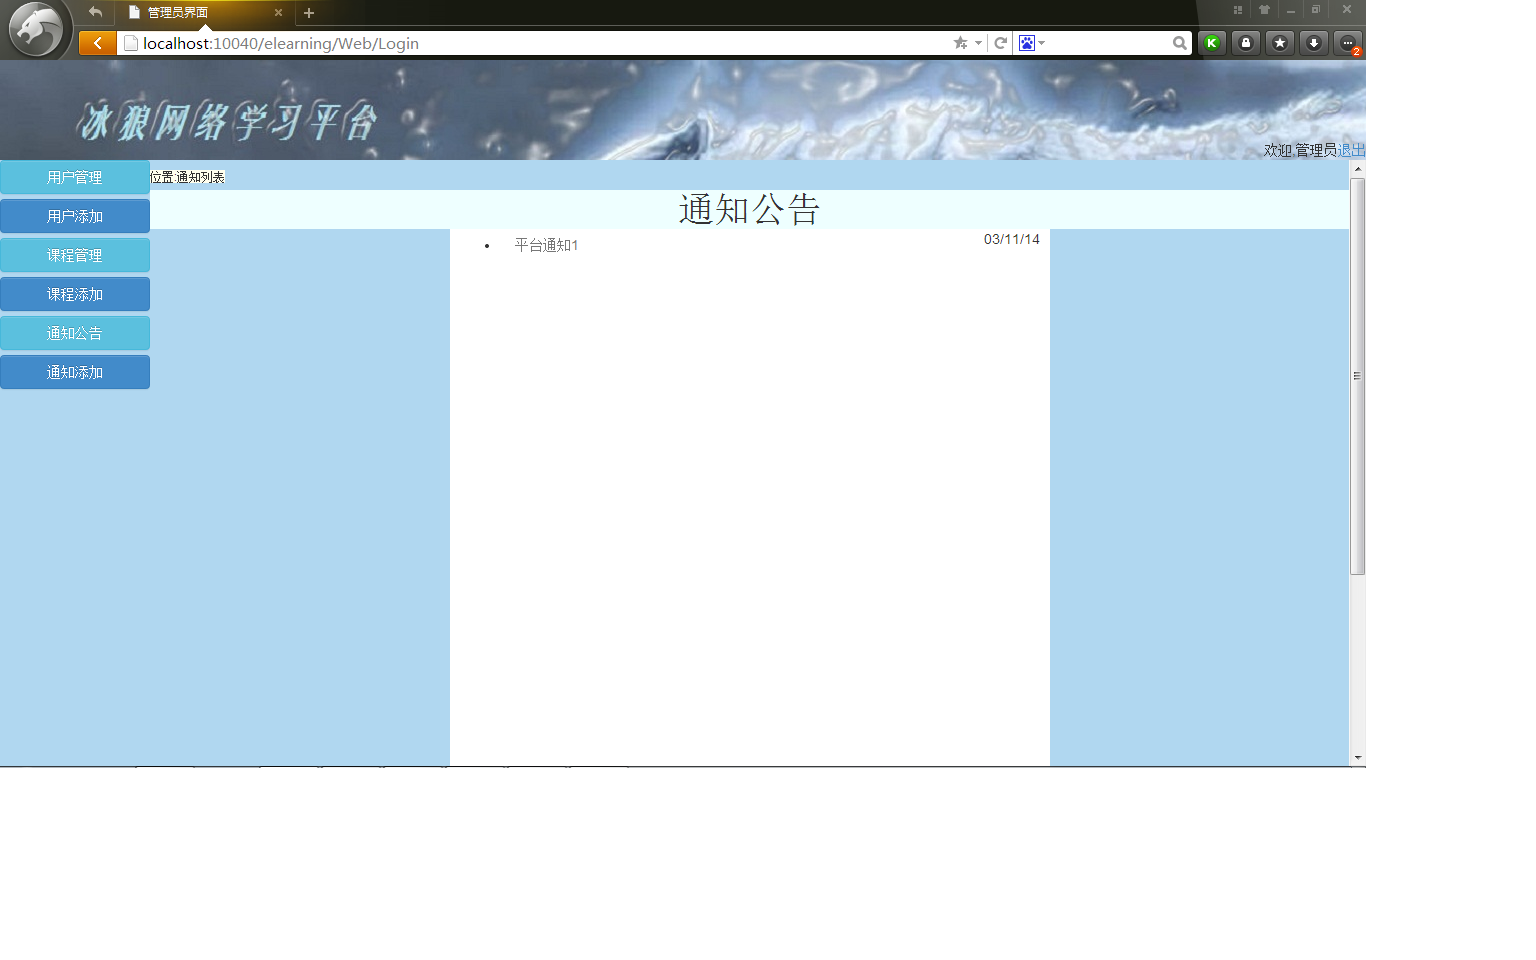 管理员界面
localhost:10040/elearning/Web/Login
K
2
冰狼网络学习平台
欢迎,管理员退出
用户管理
位置:通知列表
用户添加
通知公告
平台通知1
03/11/14
课程管理
课程添加
通知公告
通知添加